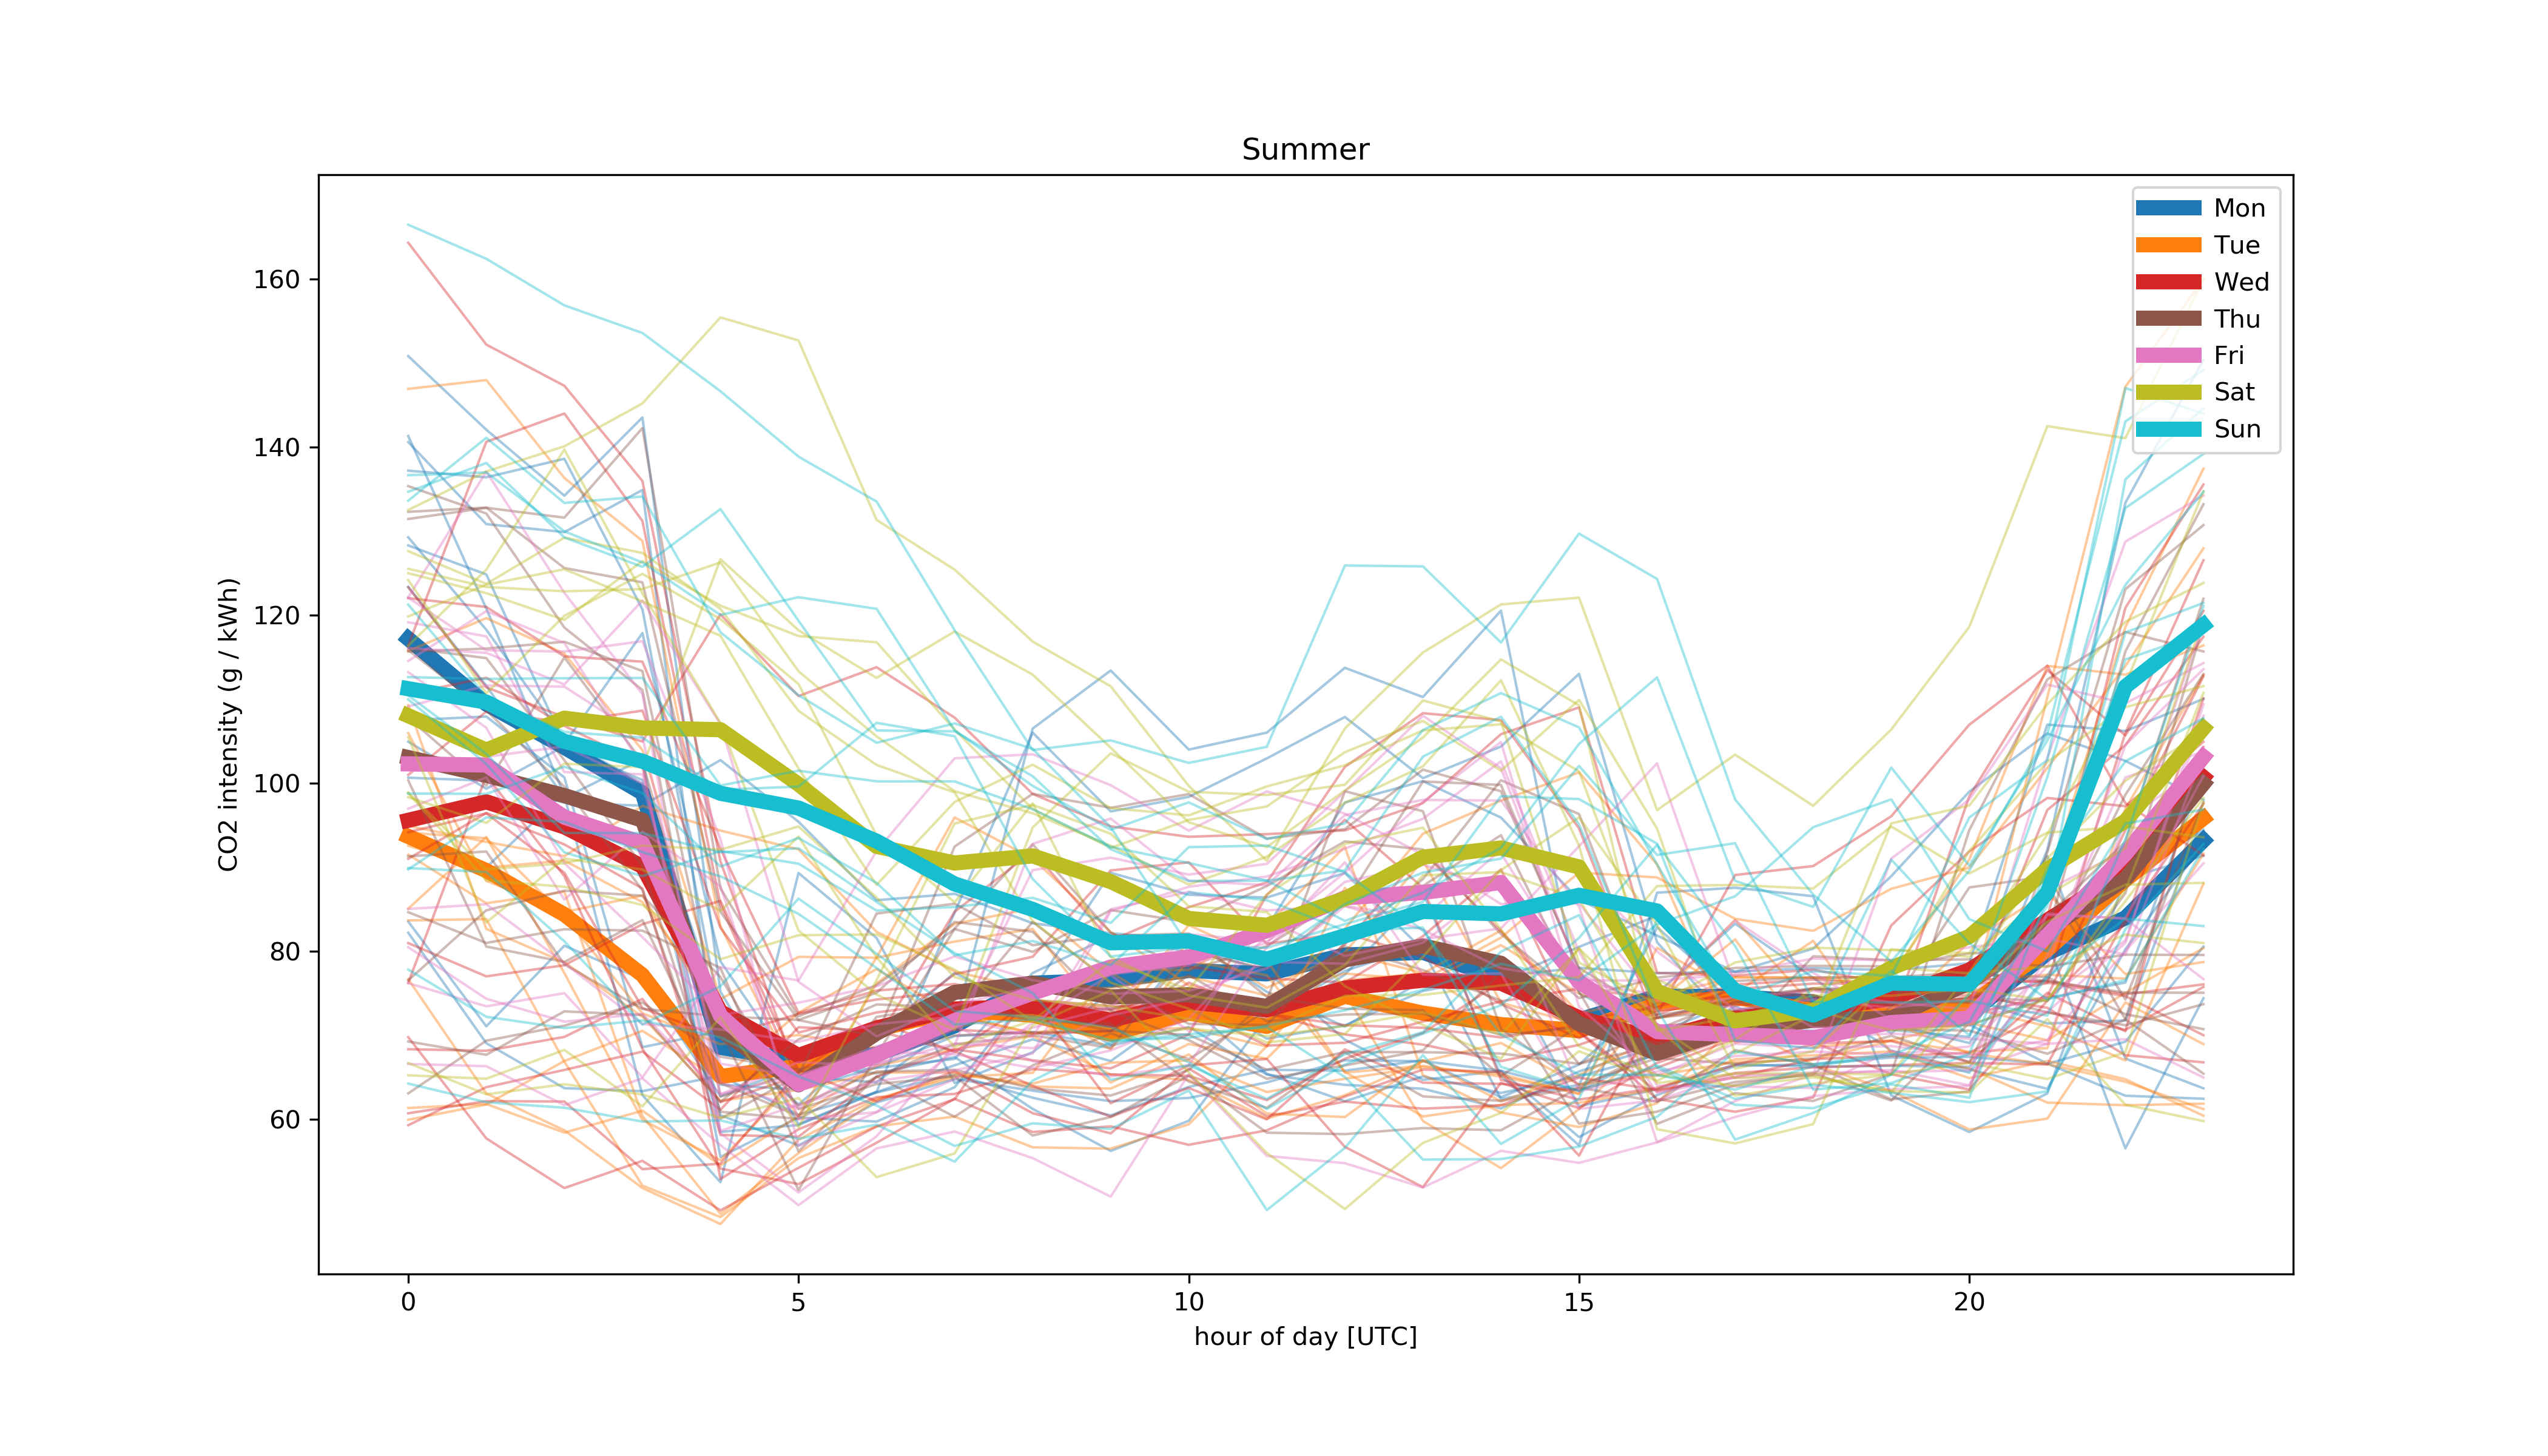 Summer
Mon
Tue
Wed
Thu
Fri
Sat
Sun
160
140
120
100
80
60
CO2 intensity (g / kWh)
0 5 10 15 20
hour of day [UTC]